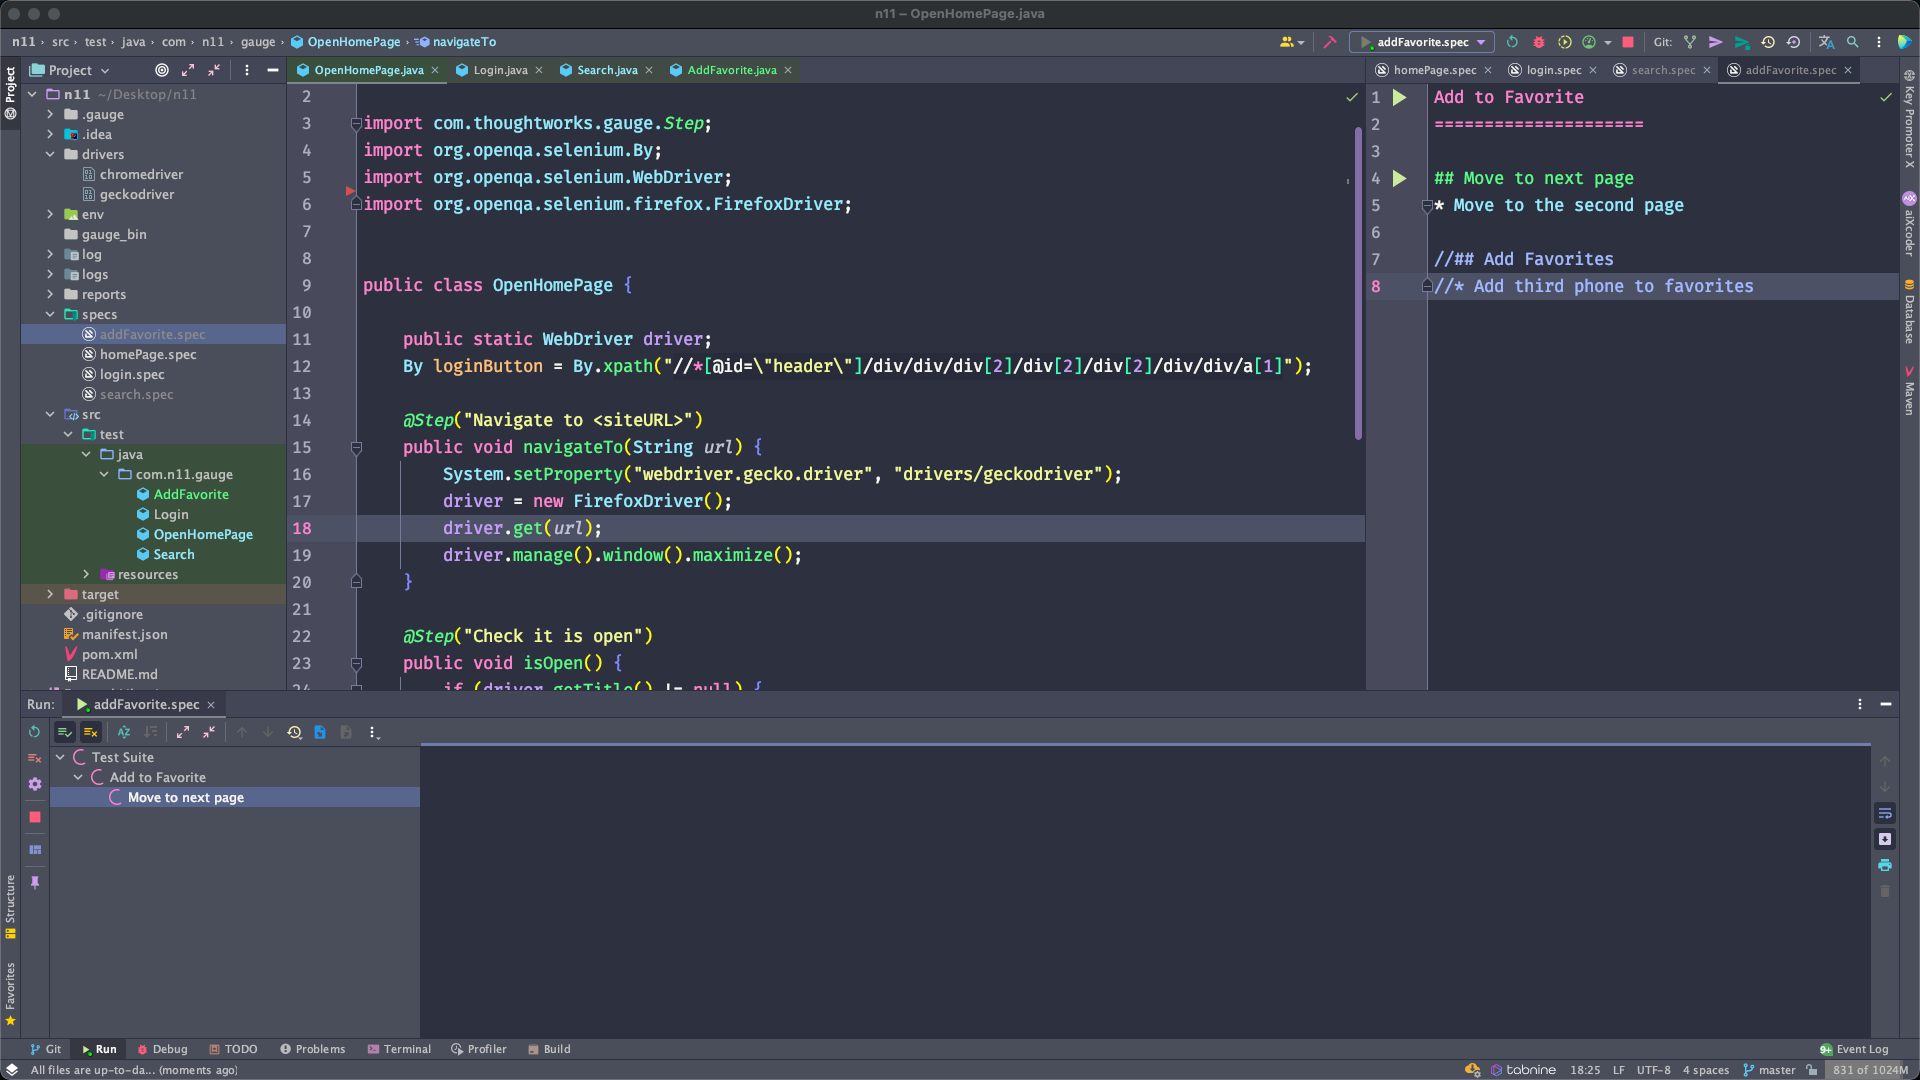 n11 – OpenHomePage.java
n11 › src › test › java › com › n11 › gauge › OpenHomePage › navigateTo
addFavorite.spec
Git:
Project
OpenHomePage.java
Login.java
Search.java
AddFavorite.java
homePage.spec
login.spec
search.spec
addFavorite.spec
Project
n11 ~/Desktop/n11
.gauge
.idea
drivers
chromedriver
geckodriver
env
gauge_bin
log
logs
reports
specs
addFavorite.spec
homePage.spec
login.spec
search.spec
src
test
java
com.n11.gauge
AddFavorite
Login
OpenHomePage
Search
resources
target
.gitignore
manifest.json
pom.xml
README.md
2
3 import com.thoughtworks.gauge.Step;
4 import org.openqa.selenium.By;
5 import org.openqa.selenium.WebDriver;
6 import org.openqa.selenium.firefox.FirefoxDriver;
7
8
9 public class OpenHomePage {
10
11 public static WebDriver driver;
12 By loginButton = By.xpath("//*[@id=\"header\"]/div/div/div[2]/div[2]/div[2]/div/div/a[1]");
13
14 @Step("Navigate to <siteURL>")
15 public void navigateTo(String url) {
16 System.setProperty("webdriver.gecko.driver", "drivers/geckodriver");
17 driver = new FirefoxDriver();
18 driver.get(url);
19 driver.manage().window().maximize();
20 }
21
22 @Step("Check it is open")
23 public void isOpen() {
24 if (driver.getTitle() != null) {
1 Add to Favorite
2 =====================
3
4 ## Move to next page
5 * Move to the second page
6
7 //## Add Favorites
8 //* Add third phone to favorites
Key Promoter X
aiXcoder
Database
Maven
Run: addFavorite.spec
Test Suite
Add to Favorite
Move to next page
Structure
Favorites
Git
Run
Debug
TODO
Problems
Terminal
Profiler
Build
9+ Event Log
All files are up-to-da... (moments ago)
tabnine
18:25
LF
UTF-8
4 spaces
master
831 of 1024M